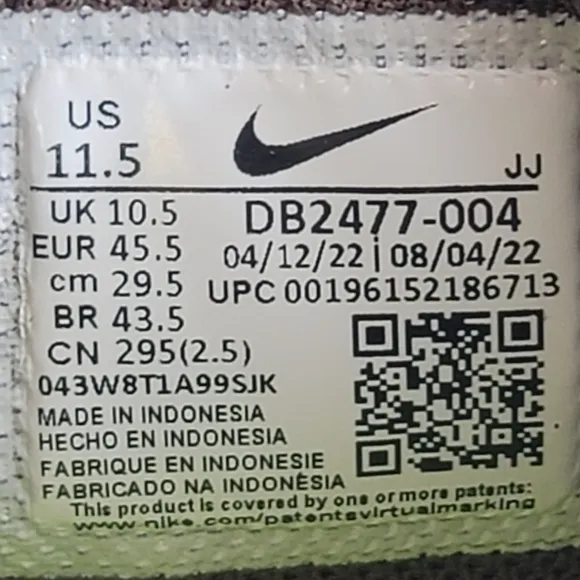 US
11.5
JJ
UK 10.5
DB2477-004
EUR 45.5
04/12/22 | 08/04/22
cm 29.5
UPC 00196152186713
BR 43.5
CN 295(2.5)
043W8T1A99SJK
MADE IN INDONESIA
HECHO EN INDONESIA
FABRIQUE EN INDONESIE
FABRICADO NA INDONÉSIA
This product is covered by one or more patents:
www.nike.com/patentsvirtualmarking